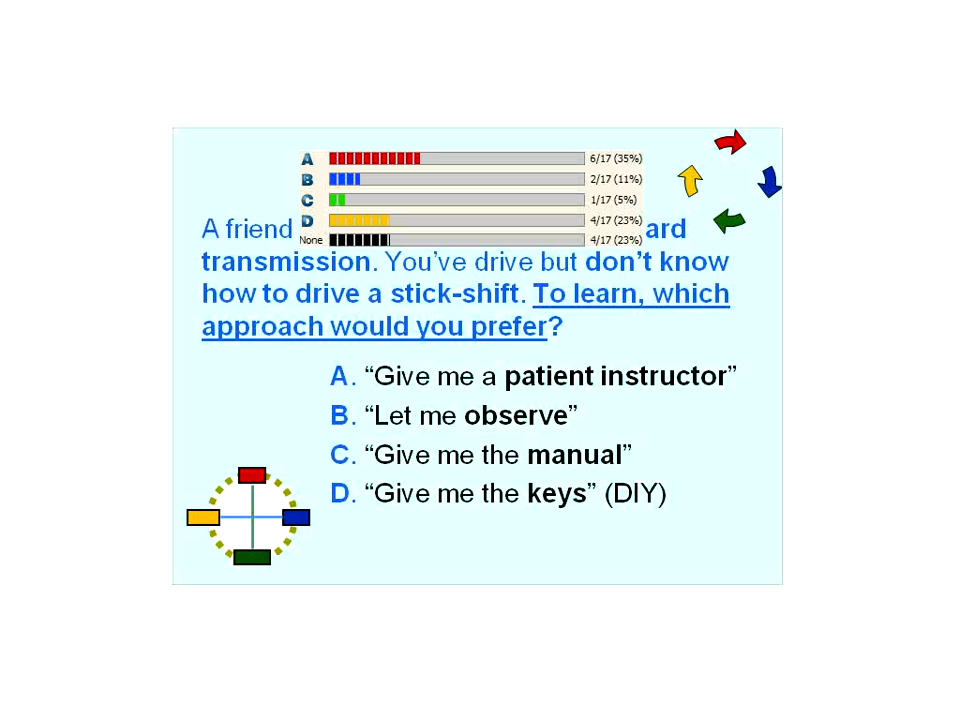 A 6/17 (35%)
B 2/17 (11%)
C 1/17 (5%)
D 4/17 (23%)
None 4/17 (23%)
A friend ard
transmission. You’ve drive but don’t know
how to drive a stick-shift. To learn, which
approach would you prefer?
A. “Give me a patient instructor”
B. “Let me observe”
C. “Give me the manual”
D. “Give me the keys” (DIY)